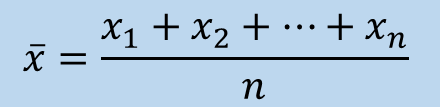 x̄ = (x₁ + x₂ + ⋯ + xₙ) / n